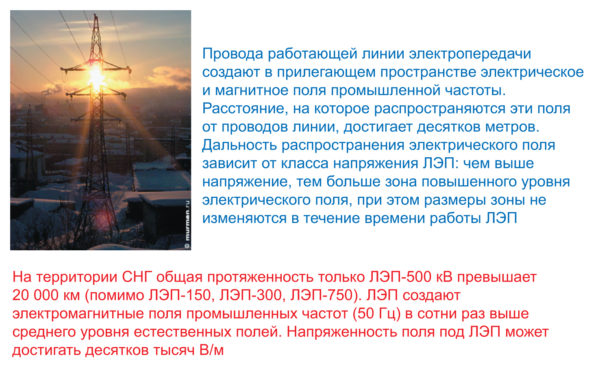 Провода работающей линии электропередачи
создают в прилегающем пространстве электрическое
и магнитное поля промышленной частоты.
Расстояние, на которое распространяются эти поля
от проводов линии, достигает десятков метров.
Дальность распространения электрического поля
зависит от класса напряжения ЛЭП: чем выше
напряжение, тем больше зона повышенного уровня
электрического поля, при этом размеры зоны не
изменяются в течение времени работы ЛЭП
© murman.ru
На территории СНГ общая протяженность только ЛЭП-500 кВ превышает
20 000 км (помимо ЛЭП-150, ЛЭП-300, ЛЭП-750). ЛЭП создают
электромагнитные поля промышленных частот (50 Гц) в сотни раз выше
среднего уровня естественных полей. Напряженность поля под ЛЭП может
достигать десятков тысяч В/м